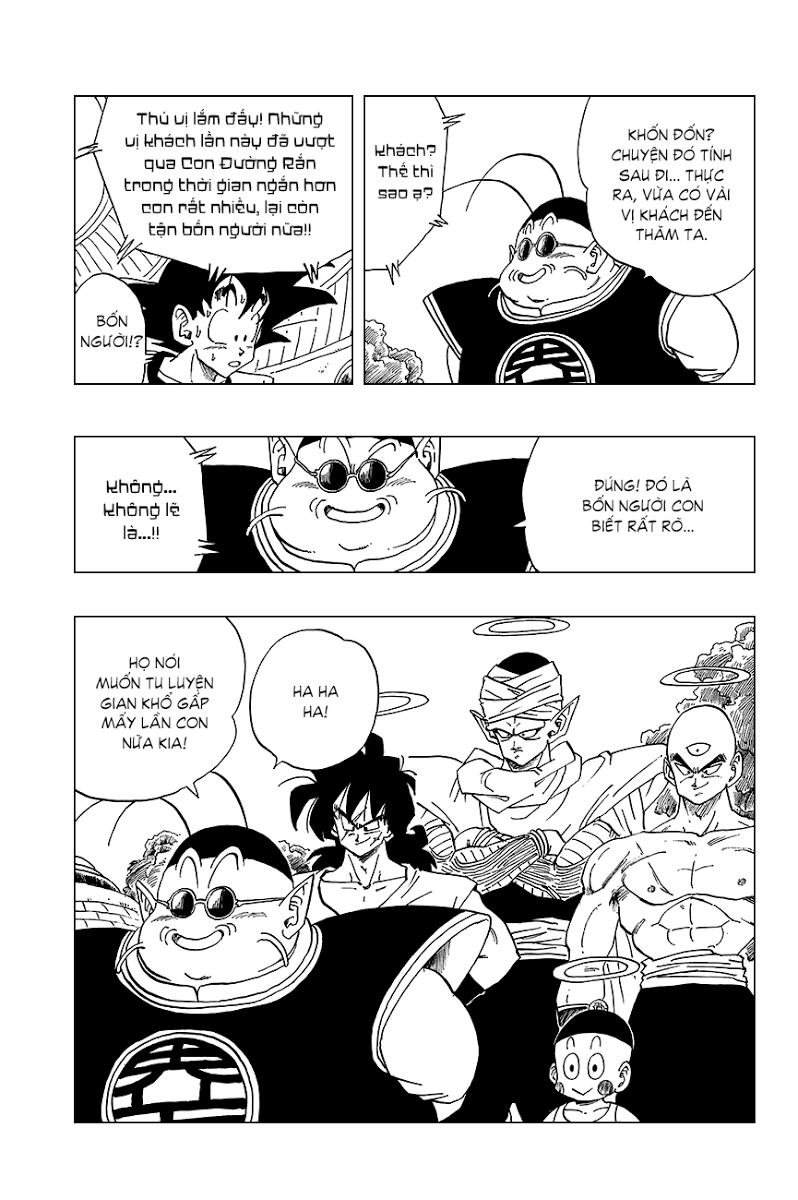 KHỐN ĐỐN?
CHUYỆN ĐÓ TÍNH
SAU ĐI... THỰC
RA, VỪA CÓ VÀI
VỊ KHÁCH ĐẾN
THĂM TA.
Khách?
Thế thì
sao ạ?
Thú vị lắm đấy! Những
vị khách lần này đã vượt
qua Con Đường Rắn
trong thời gian ngắn hơn
con rất nhiều, lại còn
tận bốn người nữa!!
BỐN
NGƯỜI!?
ĐÚNG! ĐÓ LÀ
BỐN NGƯỜI CON
BIẾT RẤT RÕ...
Không...
không lẽ
là...!!
HA HA
HA!
HỌ NÓI
MUỐN TU LUYỆN
GIAN KHỔ GẤP
MẤY LẦN CON
NỮA KIA!